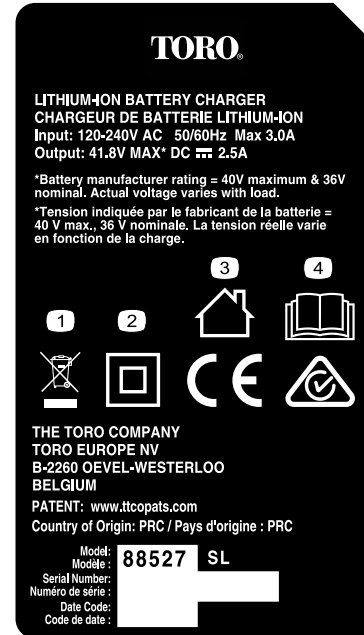 TORO®
LITHIUM-ION BATTERY CHARGER
CHARGEUR DE BATTERIE LITHIUM-ION
Input: 120-240V AC 50/60Hz Max 3.0A
Output: 41.8V MAX* DC ⎓ 2.5A
*Battery manufacturer rating = 40V maximum & 36V
nominal. Actual voltage varies with load.
*Tension indiquée par le fabricant de la batterie =
40 V max., 36 V nominale. La tension réelle varie
en fonction de la charge.
3 4
1 2
CE
THE TORO COMPANY
TORO EUROPE NV
B-2260 OEVEL-WESTERLOO
BELGIUM
PATENT: www.ttcopats.com
Country of Origin: PRC / Pays d'origine : PRC
Model:
Modèle : 88527 SL
Serial Number:
Numéro de série :
Date Code:
Code de date :